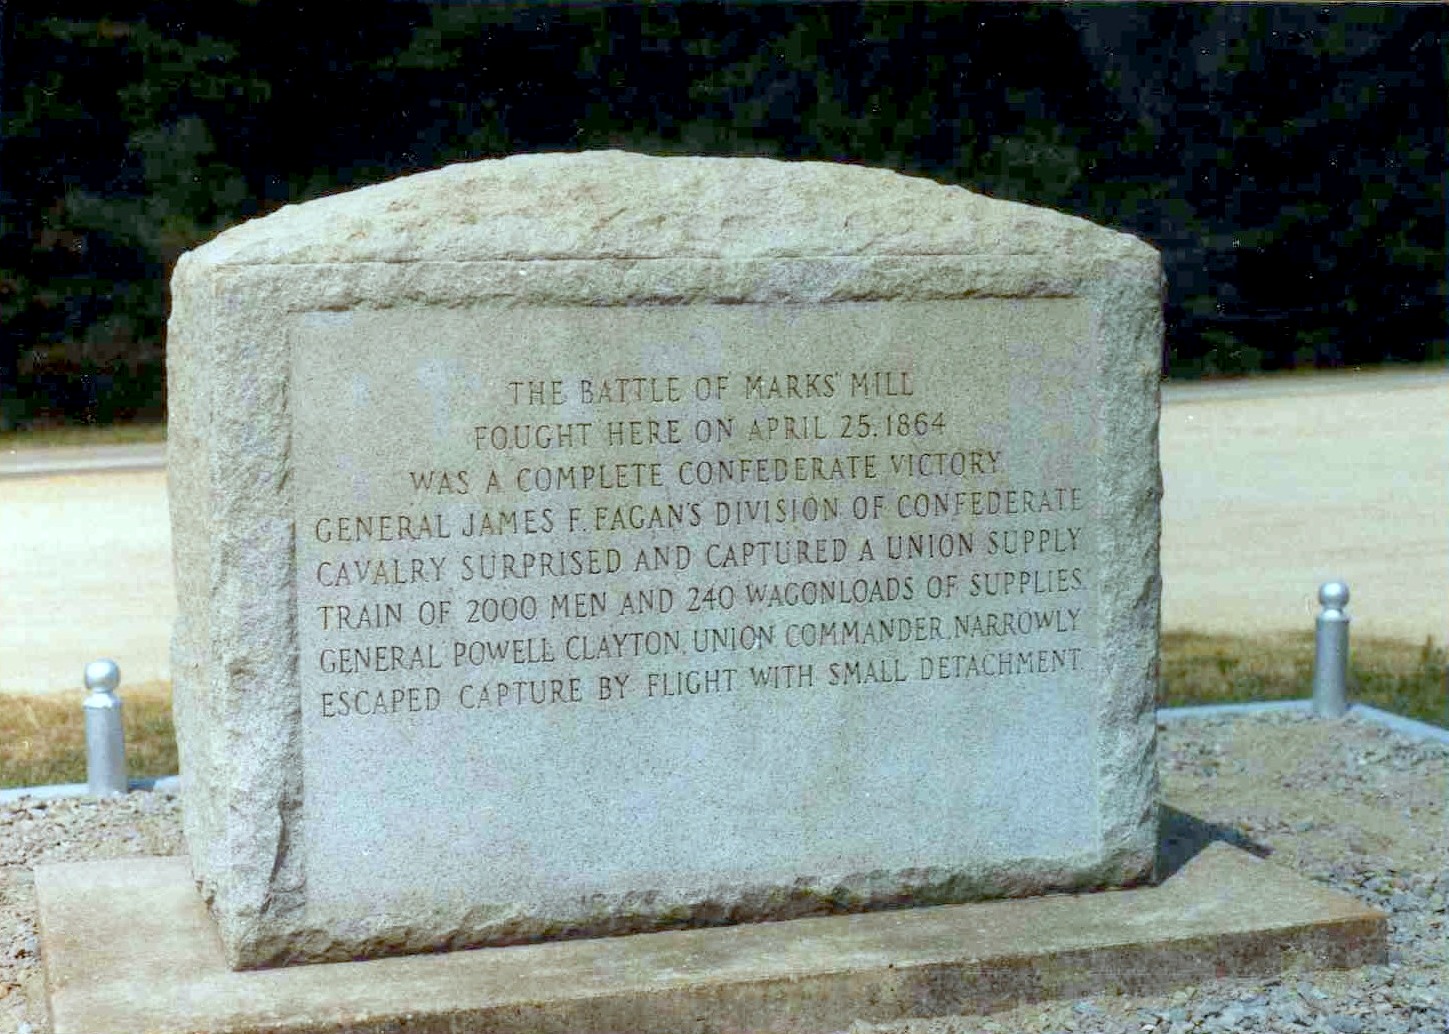 THE BATTLE OF MARKS' MILL
FOUGHT HERE ON APRIL 25, 1864
WAS A COMPLETE CONFEDERATE VICTORY
GENERAL JAMES F. FAGAN'S DIVISION OF CONFEDERATE
CAVALRY SURPRISED AND CAPTURED A UNION SUPPLY
TRAIN OF 2000 MEN AND 240 WAGONLOADS OF SUPPLIES.
GENERAL POWELL CLAYTON, UNION COMMANDER, NARROWLY
ESCAPED CAPTURE BY FLIGHT WITH SMALL DETACHMENT.